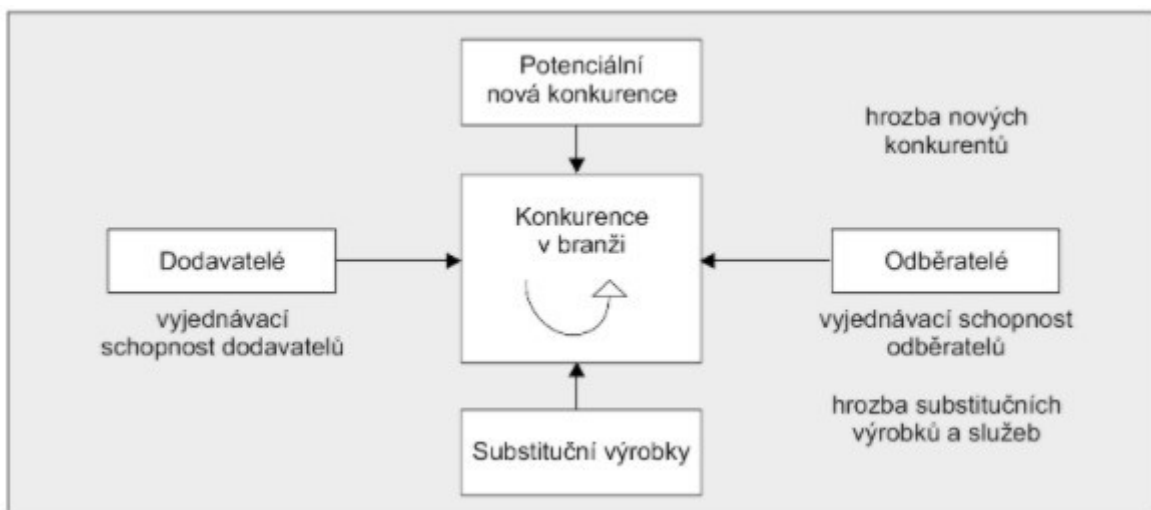 Potenciální
nová konkurence
hrozba nových
konkurentů
Konkurence
v branži
Dodavatelé
Odběratelé
vyjednávací
schopnost dodavatelů
vyjednávací schopnost
odběratelů
hrozba substitučních
výrobků a služeb
Substituční výrobky